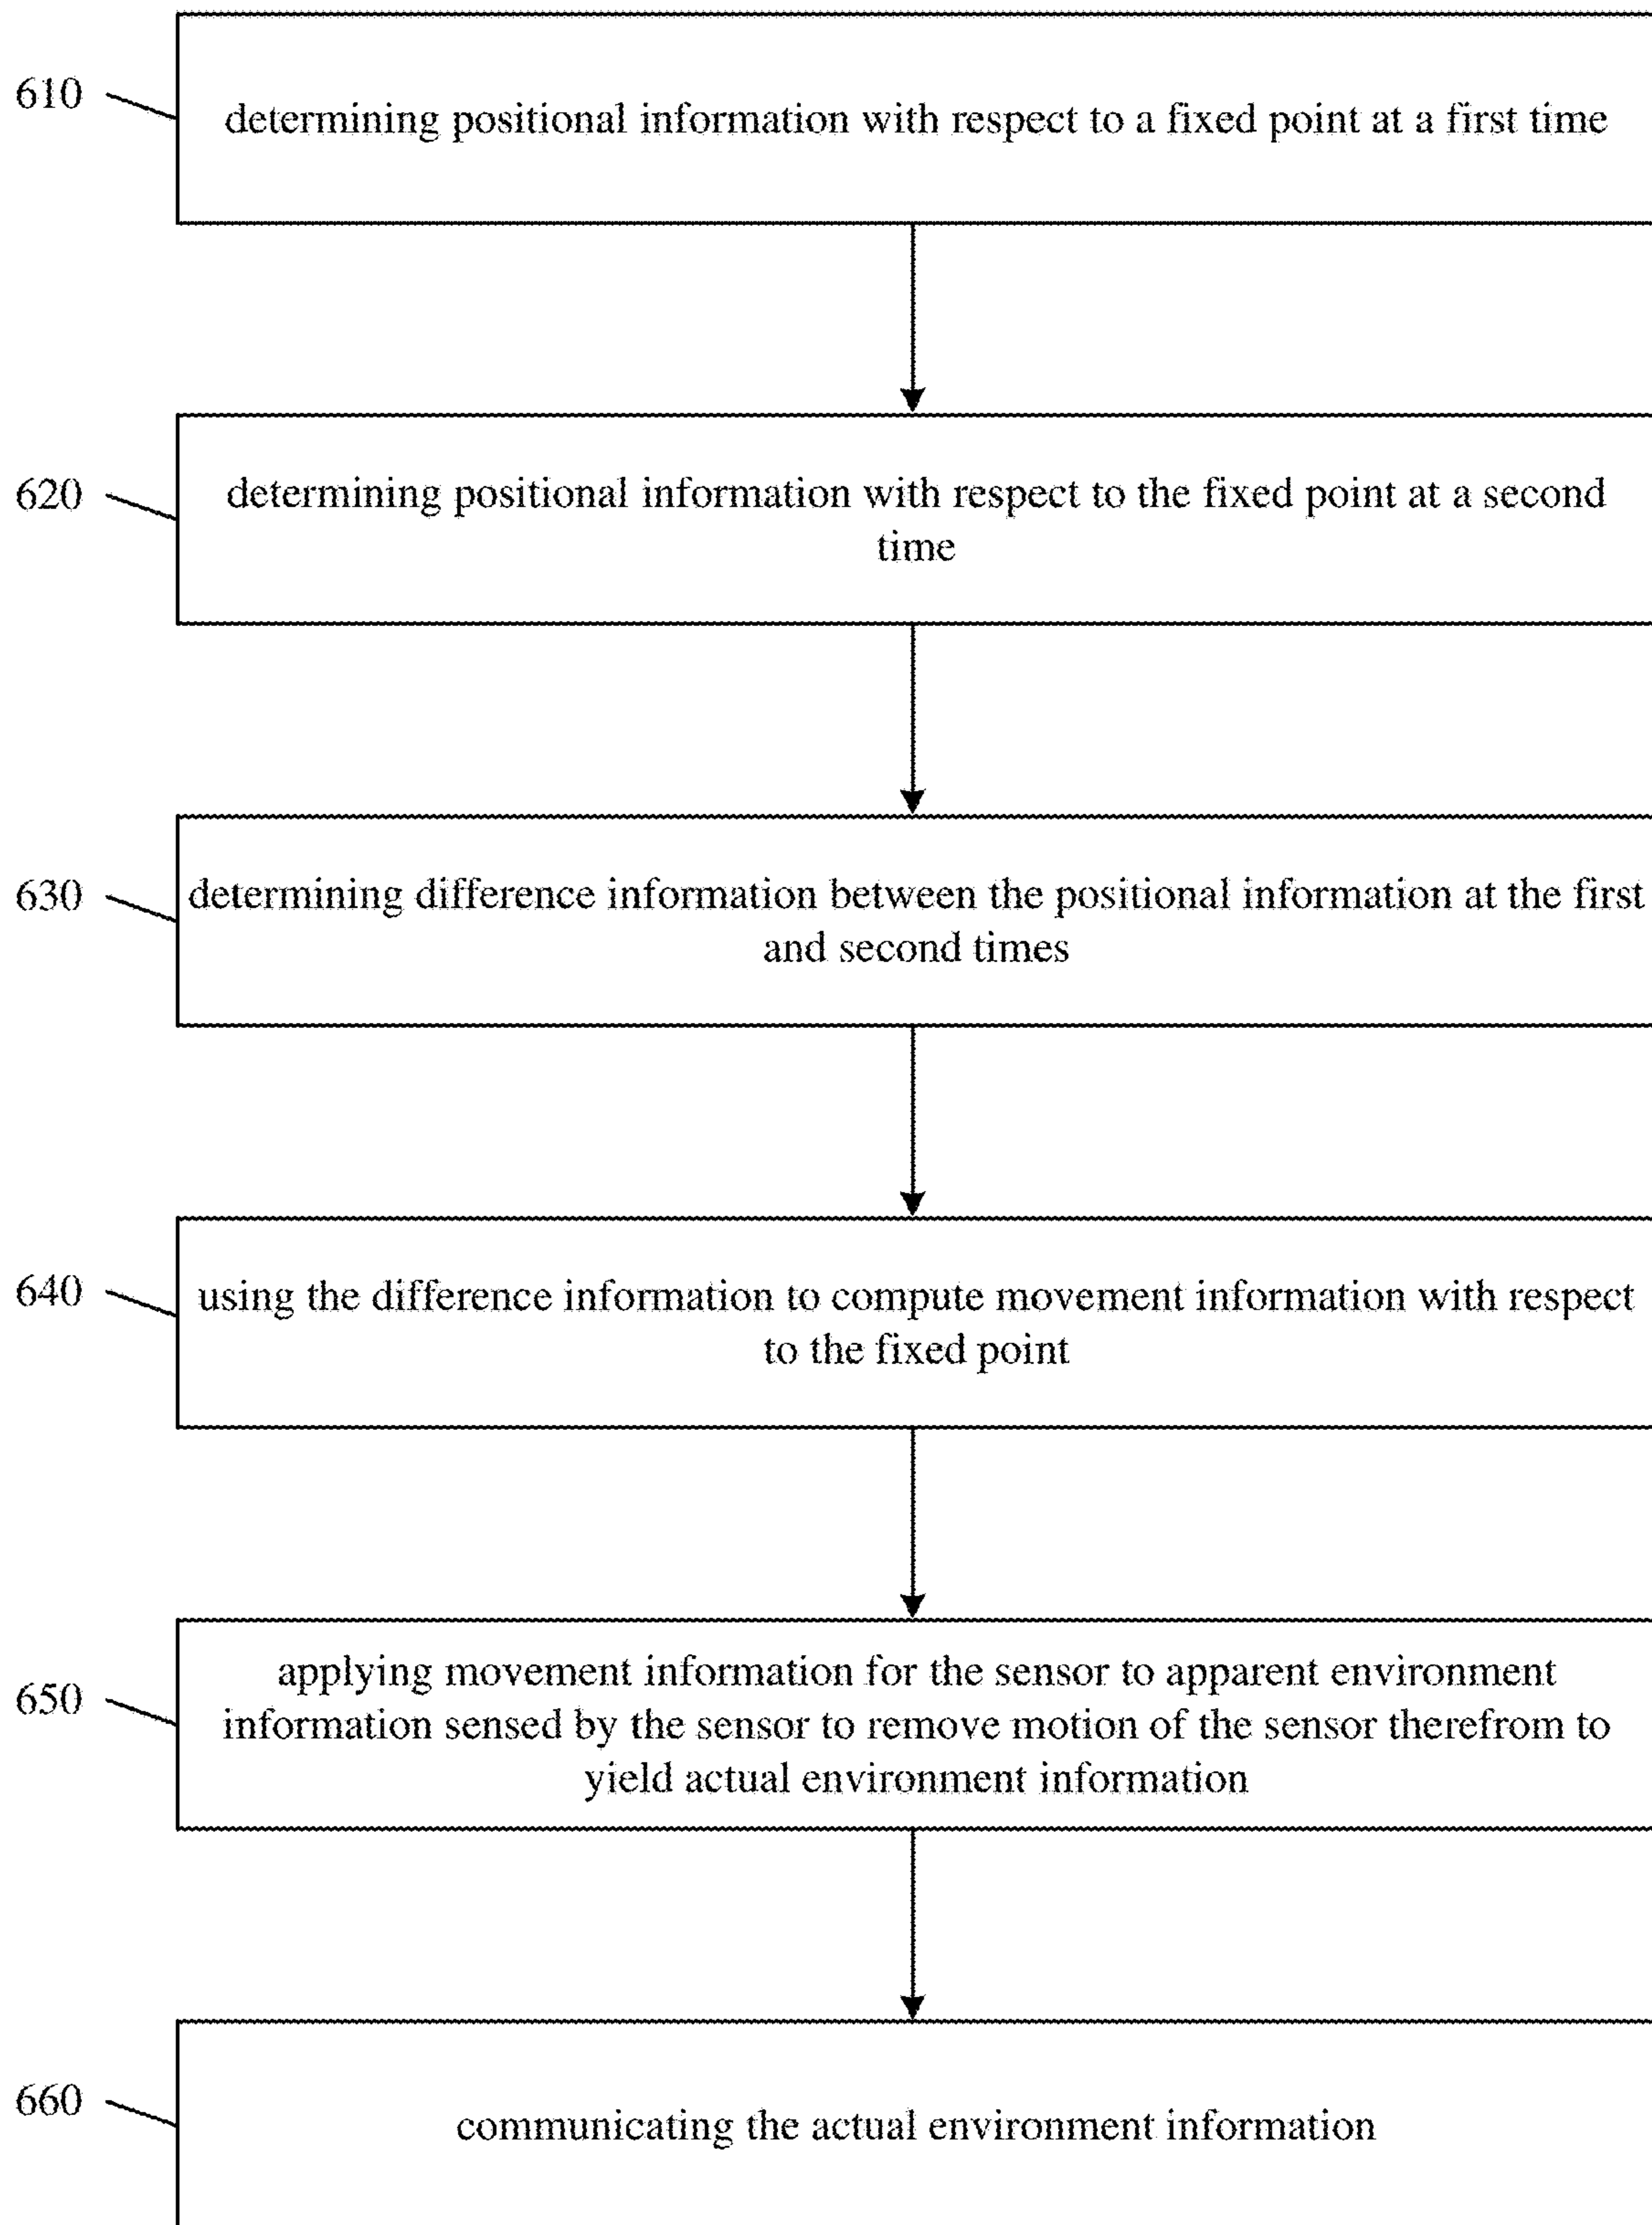 610
determining positional information with respect to a fixed point at a first time
620
determining positional information with respect to the fixed point at a second
time
630
determining difference information between the positional information at the first
and second times
640
using the difference information to compute movement information with respect
to the fixed point
650
applying movement information for the sensor to apparent environment
information sensed by the sensor to remove motion of the sensor therefrom to
yield actual environment information
660
communicating the actual environment information